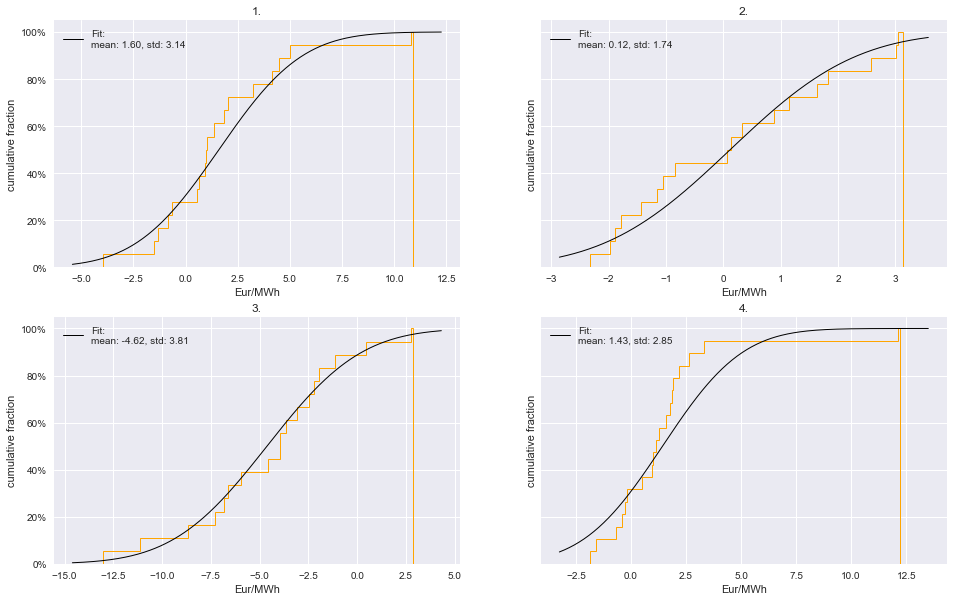 1.
100%
80%
60%
40%
20%
0%
cumulative fraction
Fit:
mean: 1.60, std: 3.14
−5.0 −2.5 0.0 2.5 5.0 7.5 10.0 12.5
Eur/MWh
2.
cumulative fraction
Fit:
mean: 0.12, std: 1.74
−3 −2 −1 0 1 2 3
Eur/MWh
3.
100%
80%
60%
40%
20%
0%
cumulative fraction
Fit:
mean: -4.62, std: 3.81
−15.0 −12.5 −10.0 −7.5 −5.0 −2.5 0.0 2.5 5.0
Eur/MWh
4.
cumulative fraction
Fit:
mean: 1.43, std: 2.85
−2.5 0.0 2.5 5.0 7.5 10.0 12.5
Eur/MWh